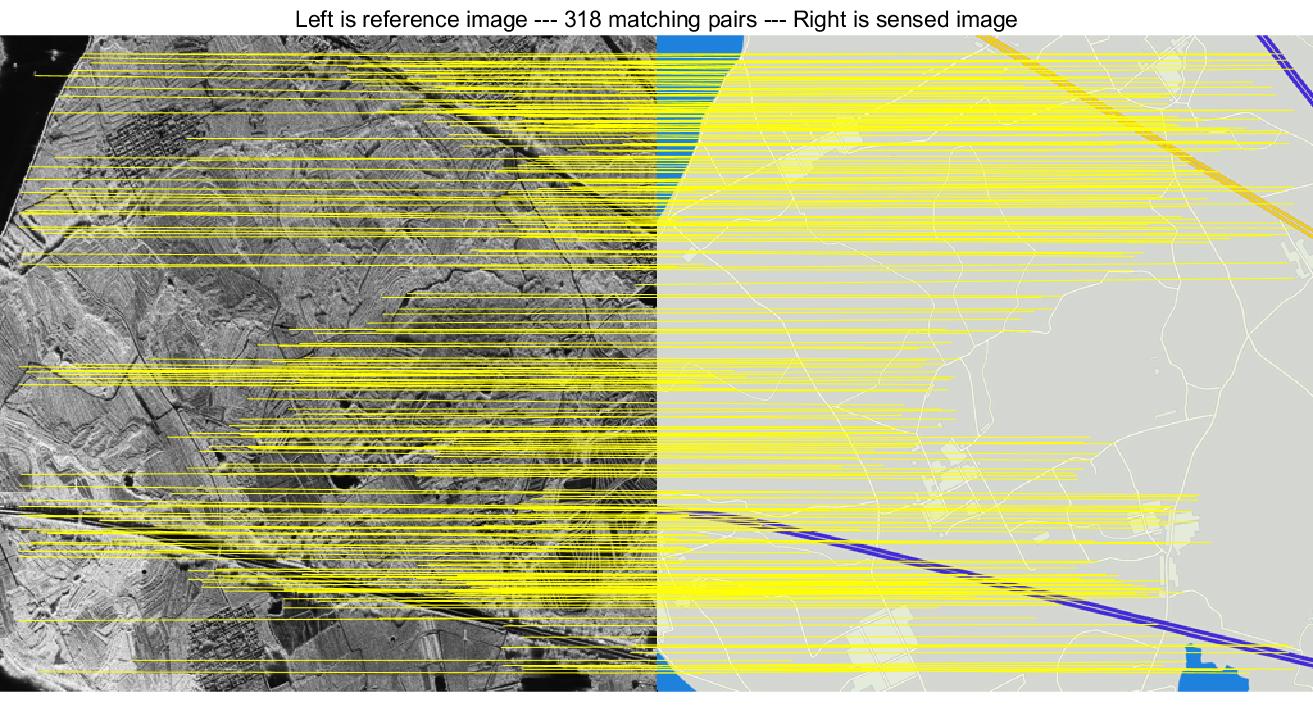 Left is reference image --- 318 matching pairs --- Right is sensed image